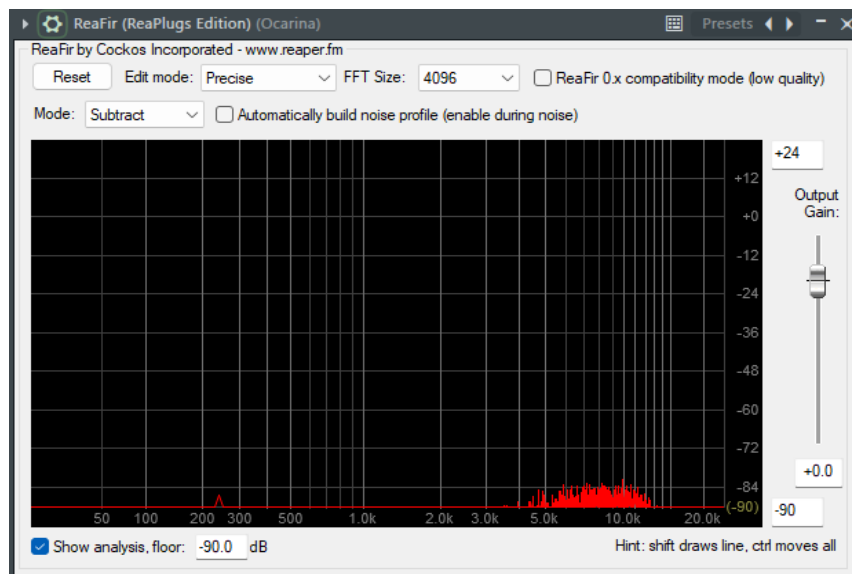 ReaFir (ReaPlugs Edition) (Ocarina) Presets
ReaFir by Cockos Incorporated - www.reaper.fm
Reset Edit mode: Precise FFT Size: 4096 ReaFir 0.x compatibility mode (low quality)
Mode: Subtract Automatically build noise profile (enable during noise)
+24
+12
Output
Gain:
+0
-12
-24
-36
-48
-60
-72
+0.0
-84
(-90)
-90
50 100 200 300 500 1.0k 2.0k 3.0k 5.0k 10.0k 20.0k
Show analysis, floor: -90.0 dB Hint: shift draws line, ctrl moves all